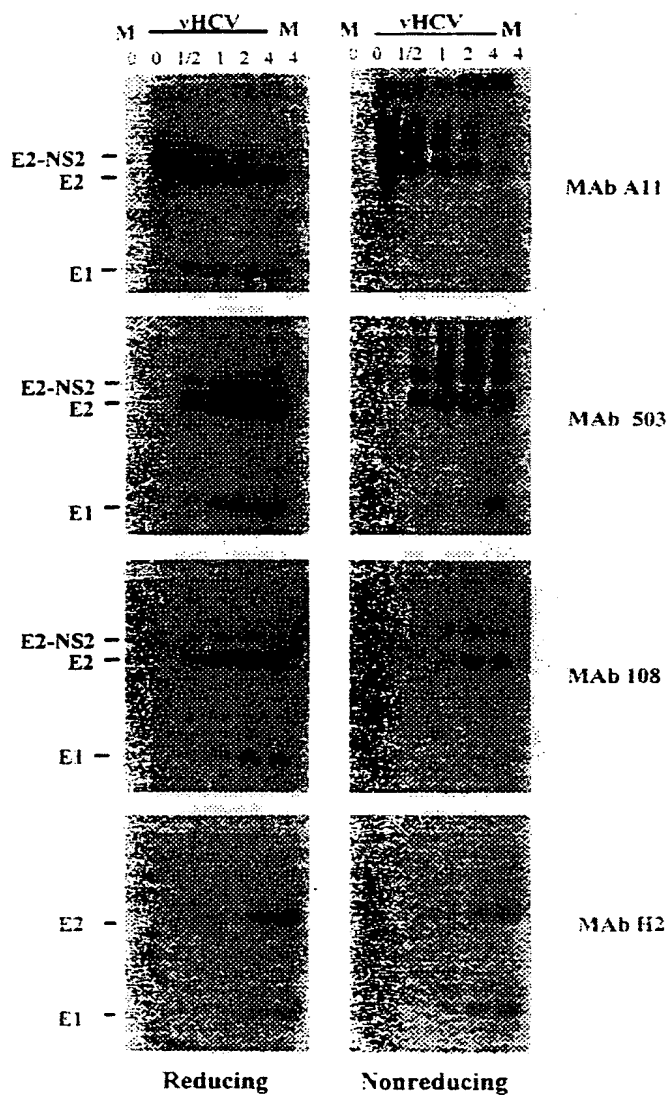 M vHCV M M vHCV M
0 0 1/2 1 2 4 4 0 0 1/2 1 2 4 4
E2-NS2
E2
MAb A11
E1
E2-NS2
E2
MAb 503
E1
E2-NS2
E2
MAb 108
E1
E2
MAb H2
E1
Reducing Nonreducing